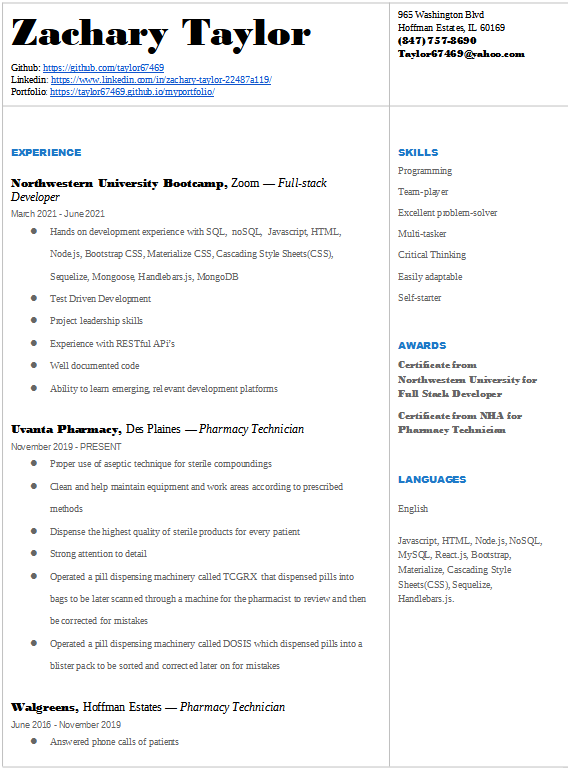 Zachary Taylor
Github: https://github.com/taylor67469
Linkedin: https://www.linkedin.com/in/zachary-taylor-22487a119/
Portfolio: https://taylor67469.github.io/myportfolio/
965 Washington Blvd
Hoffman Estates, IL 60169
(847) 757-8690
Taylor67469@yahoo.com
EXPERIENCE
Northwestern University Bootcamp, Zoom — Full-stack
Developer
March 2021 - June 2021
● Hands on development experience with SQL, noSQL, Javascript, HTML,
Node.js, Bootstrap CSS, Materialize CSS, Cascading Style Sheets(CSS),
Sequelize, Mongoose, Handlebars.js, MongoDB
● Test Driven Development
● Project leadership skills
● Experience with RESTful APi's
● Well documented code
● Ability to learn emerging, relevant development platforms
Uvanta Pharmacy, Des Plaines — Pharmacy Technician
November 2019 - PRESENT
● Proper use of aseptic technique for sterile compoundings
● Clean and help maintain equipment and work areas according to prescribed
methods
● Dispense the highest quality of sterile products for every patient
● Strong attention to detail
● Operated a pill dispensing machinery called TCGRX that dispensed pills into
bags to be later scanned through a machine for the pharmacist to review and then
be corrected for mistakes
● Operated a pill dispensing machinery called DOSIS which dispensed pills into a
blister pack to be sorted and corrected later on for mistakes
Walgreens, Hoffman Estates — Pharmacy Technician
June 2016 - November 2019
● Answered phone calls of patients
SKILLS
Programming
Team-player
Excellent problem-solver
Multi-tasker
Critical Thinking
Easily adaptable
Self-starter
AWARDS
Certificate from
Northwestern University for
Full Stack Developer
Certificate from NHA for
Pharmacy Technician
LANGUAGES
English
Javascript, HTML, Node.js, NoSQL,
MySQL, React.js, Bootstrap,
Materialize, Cascading Style
Sheets(CSS), Sequelize,
Handlebars.js.